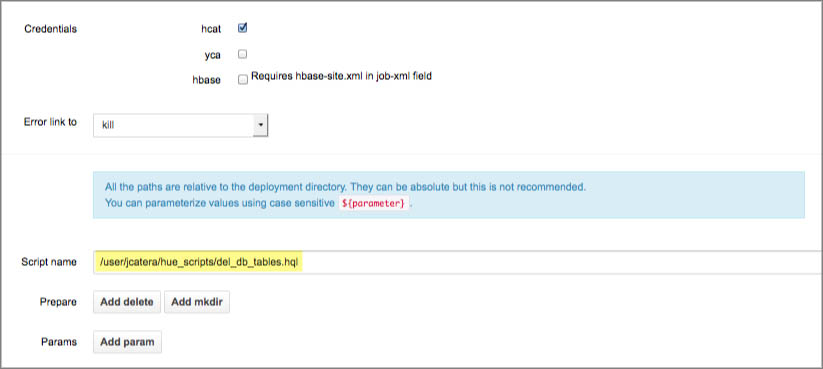 Credentials hcat
yca
hbase Requires hbase-site.xml in job-xml field
Error link to kill
All the paths are relative to the deployment directory. They can be absolute but this is not recommended.
You can parameterize values using case sensitive ${parameter} .
Script name /user/jcatera/hue_scripts/del_db_tables.hql
Prepare Add delete Add mkdir
Params Add param